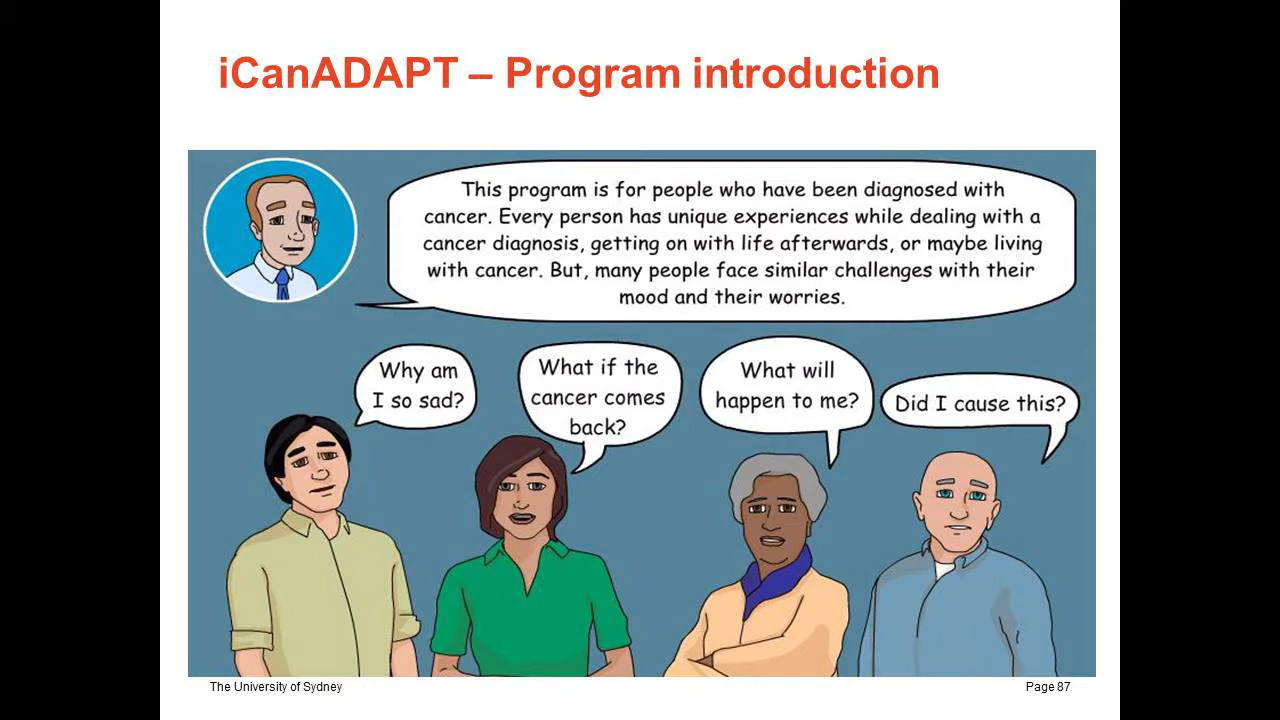 iCanADAPT – Program introduction
This program is for people who have been diagnosed with
cancer. Every person has unique experiences while dealing with a
cancer diagnosis, getting on with life afterwards, or maybe living
with cancer. But, many people face similar challenges with their
mood and their worries.
Why am
I so sad?
What if the
cancer comes
back?
What will
happen to me?
Did I cause this?
The University of Sydney
Page 87